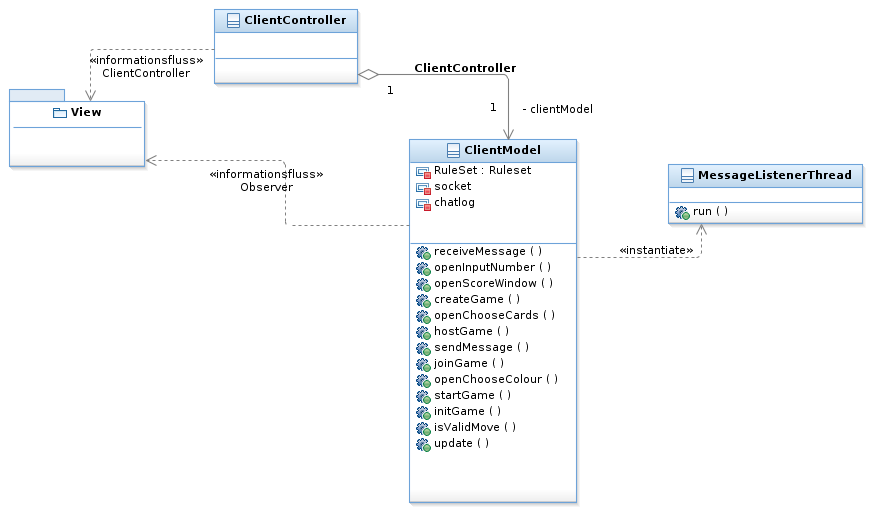 ClientController
«informationsfluss»
ClientController
ClientController
1
1
- clientModel
View
«informationsfluss»
Observer
ClientModel
RuleSet : Ruleset
socket
chatlog
receiveMessage ( )
openInputNumber ( )
openScoreWindow ( )
createGame ( )
openChooseCards ( )
hostGame ( )
sendMessage ( )
joinGame ( )
openChooseColour ( )
startGame ( )
initGame ( )
isValidMove ( )
update ( )
«instantiate»
MessageListenerThread
run ( )